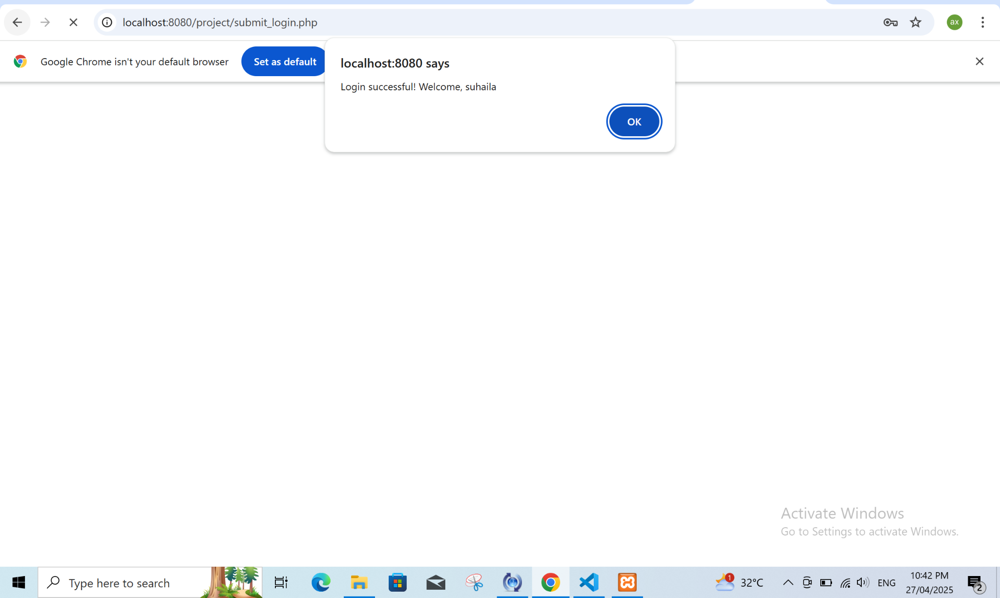 localhost:8080/project/submit_login.php
ax
Google Chrome isn't your default browser
Set as default
localhost:8080 says
Login successful! Welcome, suhaila
OK
Activate Windows
Go to Settings to activate Windows.
Type here to search
1
32°C
ENG
10:42 PM
27/04/2025
2